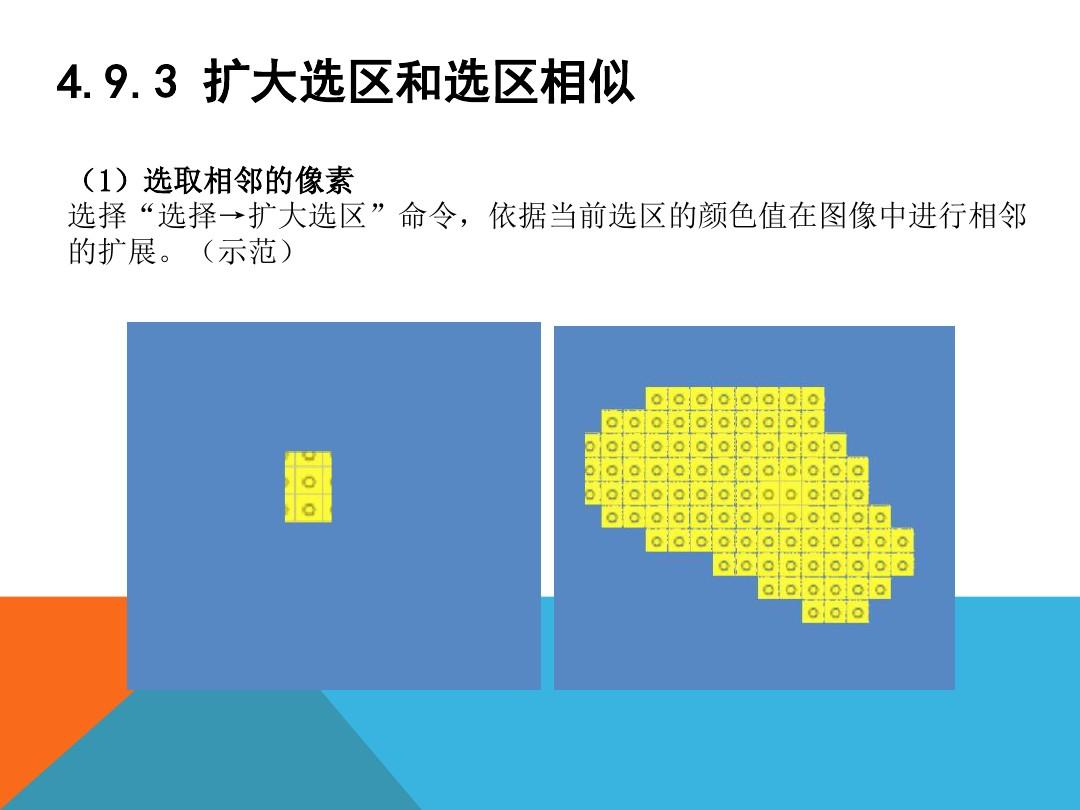 4.9.3 扩大选区和选区相似
（1）选取相邻的像素
选择“选择→扩大选区”命令，依据当前选区的颜色值在图像中进行相邻
的扩展。（示范）